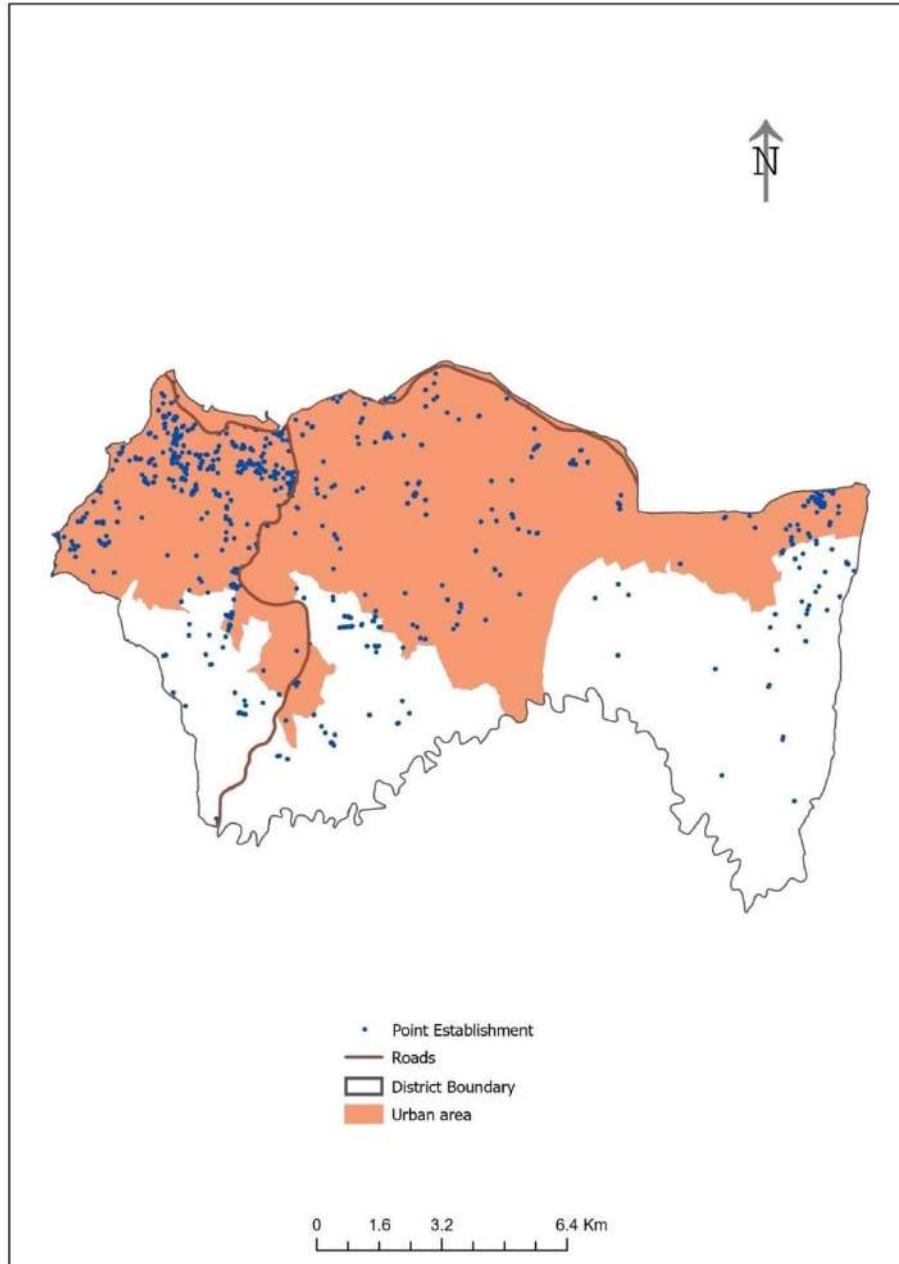 N
Point Establishment
Roads
District Boundary
Urban area
0 1.6 3.2 6.4 Km